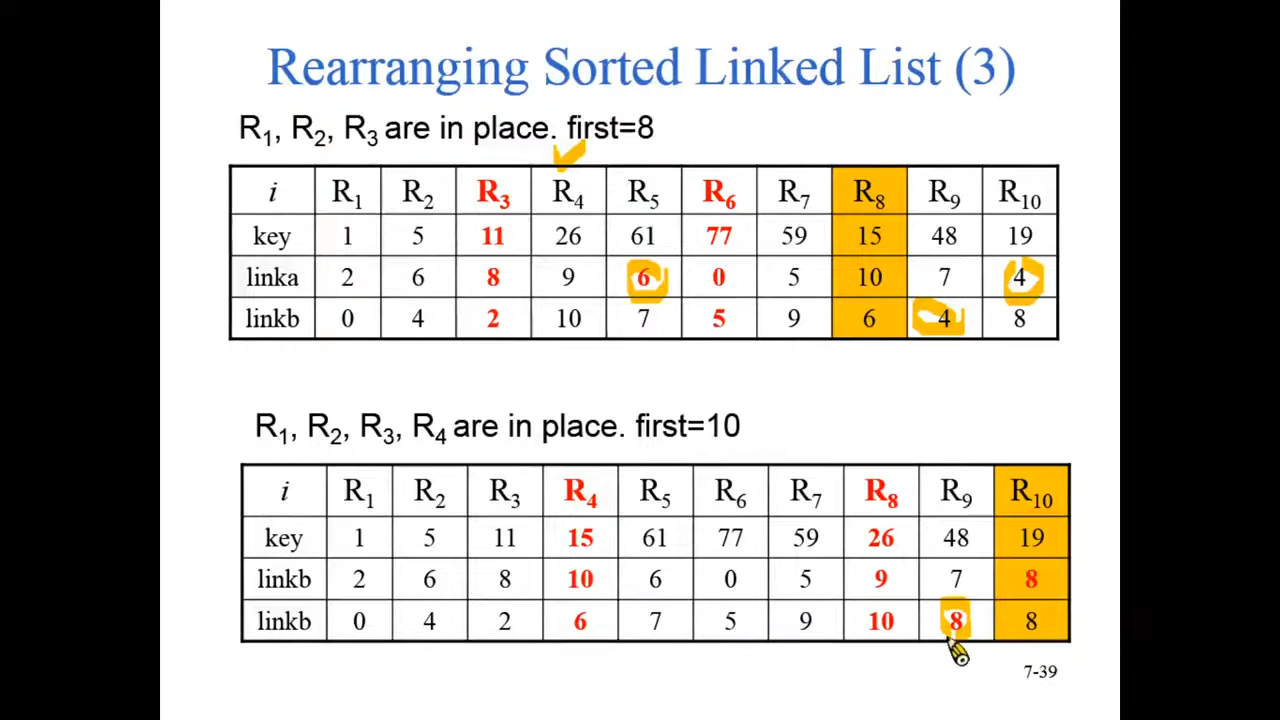 Rearranging Sorted Linked List (3)
R1, R2, R3 are in place. first=8
i R1 R2 R3 R4 R5 R6 R7 R8 R9 R10
key 1 5 11 26 61 77 59 15 48 19
linka 2 6 8 9 6 0 5 10 7 4
linkb 0 4 2 10 7 5 9 6 4 8
R1, R2, R3, R4 are in place. first=10
i R1 R2 R3 R4 R5 R6 R7 R8 R9 R10
key 1 5 11 15 61 77 59 26 48 19
linkb 2 6 8 10 6 0 5 9 7 8
linkb 0 4 2 6 7 5 9 10 8 8
7-39